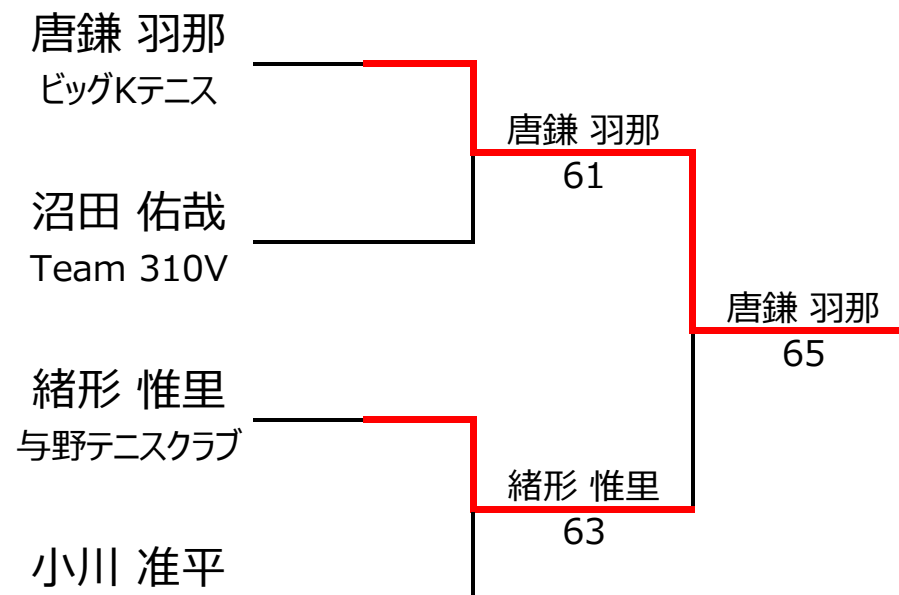 唐鎌 羽那
ビッグKテニス
唐鎌 羽那
61
沼田 佑哉
Team 310V
唐鎌 羽那
65
緒形 惟里
与野テニスクラブ
緒形 惟里
63
小川 准平